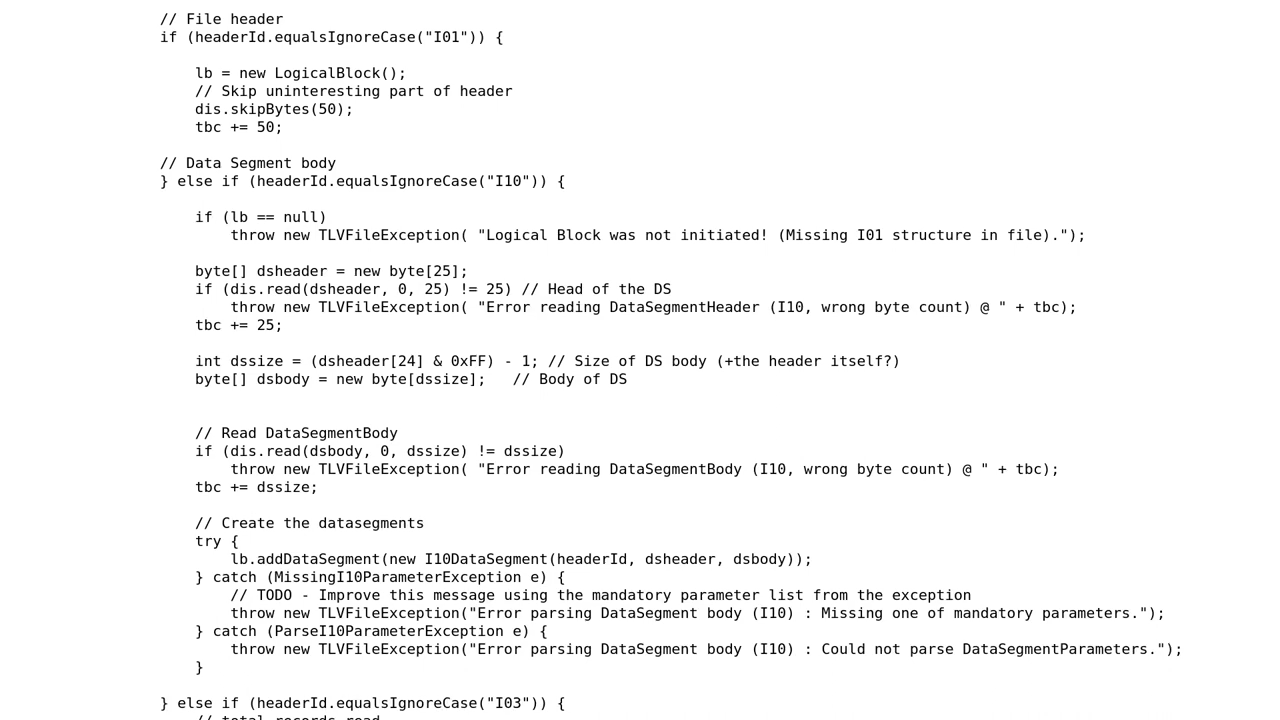 // File header
if (headerId.equalsIgnoreCase("I01")) {
lb = new LogicalBlock();
// Skip uninteresting part of header
dis.skipBytes(50);
tbc += 50;
// Data Segment body
} else if (headerId.equalsIgnoreCase("I10")) {
if (lb == null)
throw new TLVFileException( "Logical Block was not initiated! (Missing I01 structure in file).");
byte[] dsheader = new byte[25];
if (dis.read(dsheader, 0, 25) != 25) // Head of the DS
throw new TLVFileException( "Error reading DataSegmentHeader (I10, wrong byte count) @ " + tbc);
tbc += 25;
int dssize = (dsheader[24] & 0xFF) - 1; // Size of DS body (+the header itself?)
byte[] dsbody = new byte[dssize];   // Body of DS
// Read DataSegmentBody
if (dis.read(dsbody, 0, dssize) != dssize)
throw new TLVFileException( "Error reading DataSegmentBody (I10, wrong byte count) @ " + tbc);
tbc += dssize;
// Create the datasegments
try {
lb.addDataSegment(new I10DataSegment(headerId, dsheader, dsbody));
} catch (MissingI10ParameterException e) {
// TODO - Improve this message using the mandatory parameter list from the exception
throw new TLVFileException("Error parsing DataSegment body (I10) : Missing one of mandatory parameters.");
} catch (ParseI10ParameterException e) {
throw new TLVFileException("Error parsing DataSegment body (I10) : Could not parse DataSegmentParameters.");
}
} else if (headerId.equalsIgnoreCase("I03")) {
// total records read